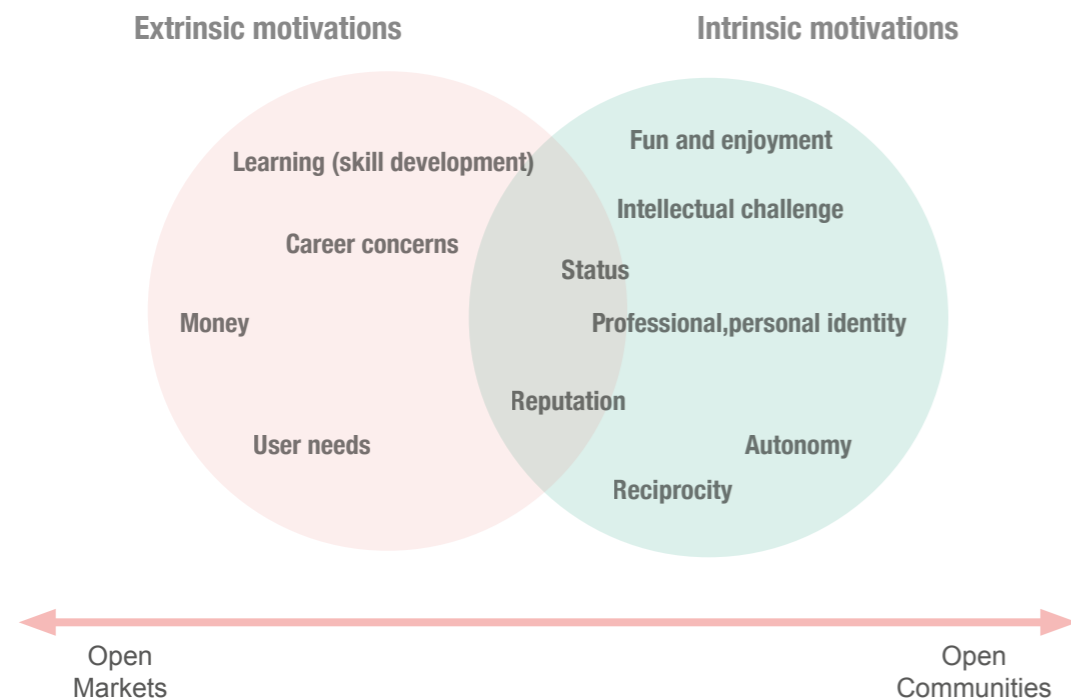 Extrinsic motivations
Intrinsic motivations
Fun and enjoyment
Learning (skill development)
Intellectual challenge
Career concerns
Status
Money
Professional,personal identity
Reputation
User needs
Autonomy
Reciprocity
Open
Markets
Open
Communities